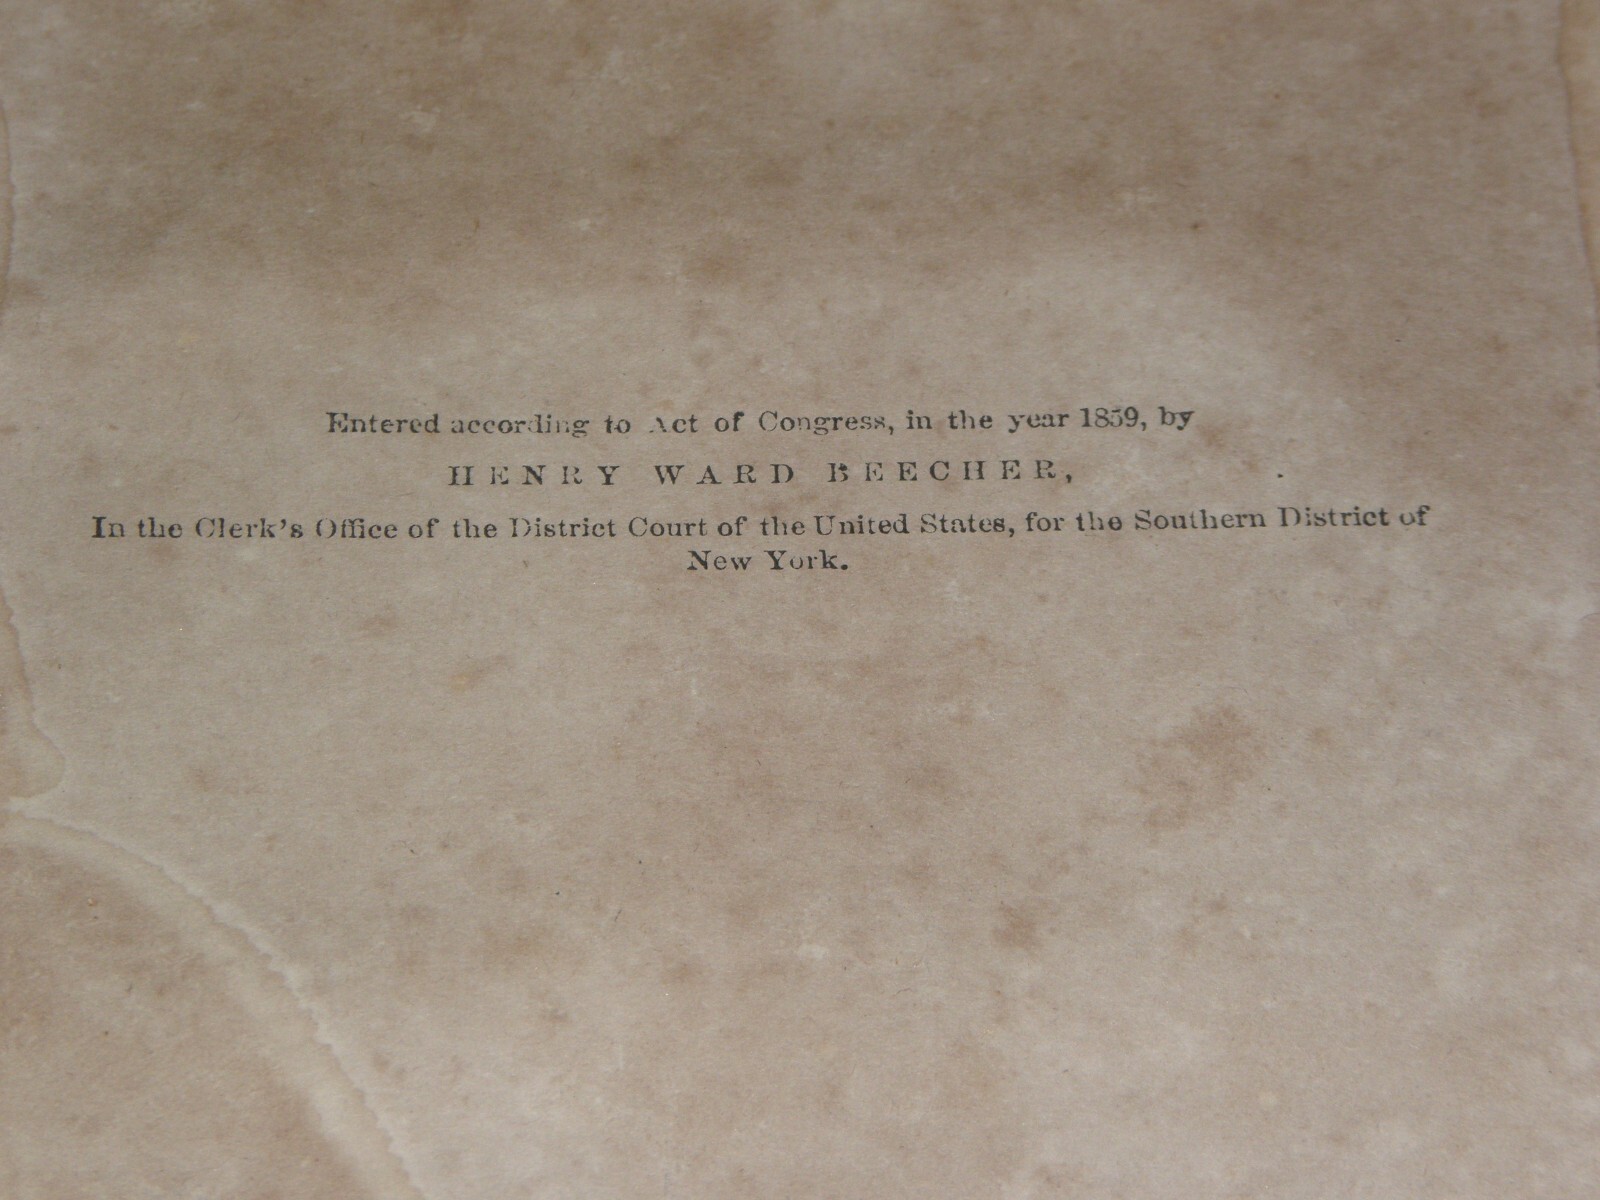 Entered according to Act of Congress, in the year 1859, by
HENRY WARD BEECHER,
In the Clerk's Office of the District Court of the United States, for the Southern District of
New York.